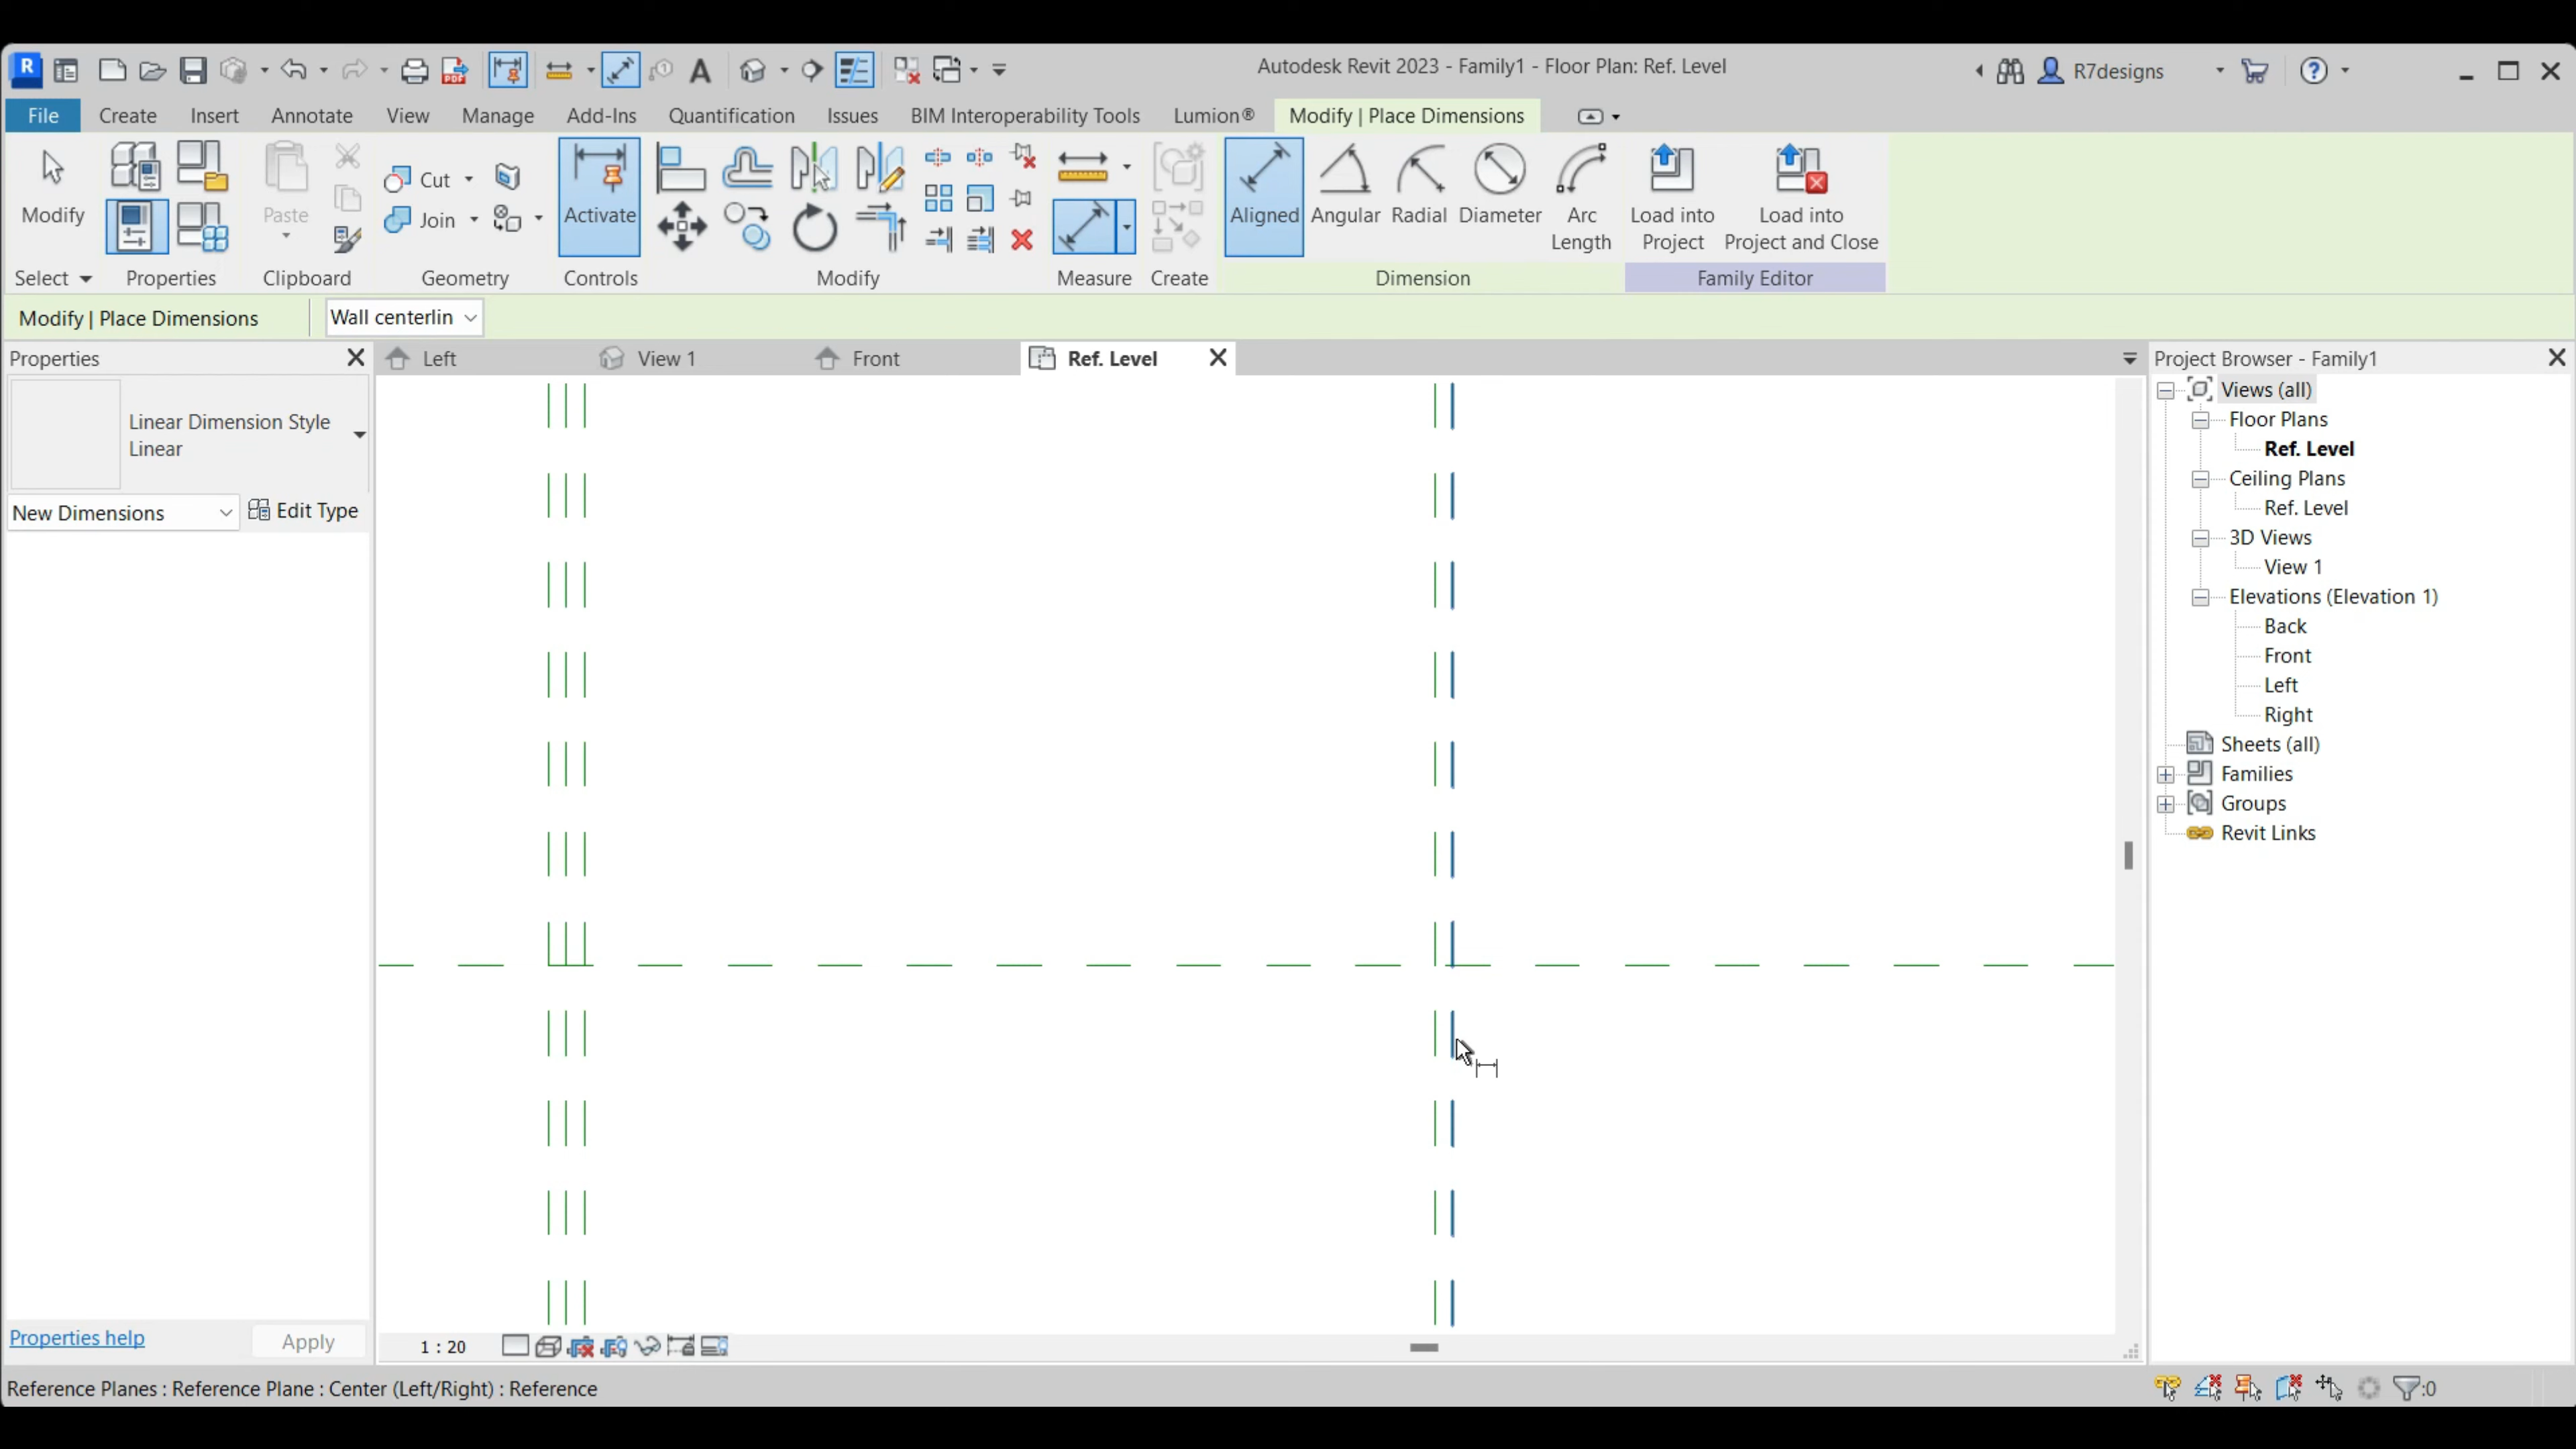 R
Autodesk Revit 2023 - Family1 - Floor Plan: Ref. Level
R7designs
File Create Insert Annotate View Manage Add-Ins Quantification Issues BIM Interoperability Tools Lumion® Modify | Place Dimensions
Modify
Paste
Cut
Join
Activate
Aligned
Angular
Radial
Diameter
Arc
Length
Load into
Project
Load into
Project and Close
Select Properties Clipboard Geometry Controls Modify Measure Create Dimension Family Editor
Modify | Place Dimensions Wall centerlin
Properties
Left View 1 Front Ref. Level
Project Browser - Family1
Linear Dimension Style
Linear
New Dimensions
Edit Type
Views (all)
Floor Plans
Ref. Level
Ceiling Plans
Ref. Level
3D Views
View 1
Elevations (Elevation 1)
Back
Front
Left
Right
Sheets (all)
Families
Groups
Revit Links
Properties help
Apply
1 : 20
Reference Planes : Reference Plane : Center (Left/Right) : Reference
:0